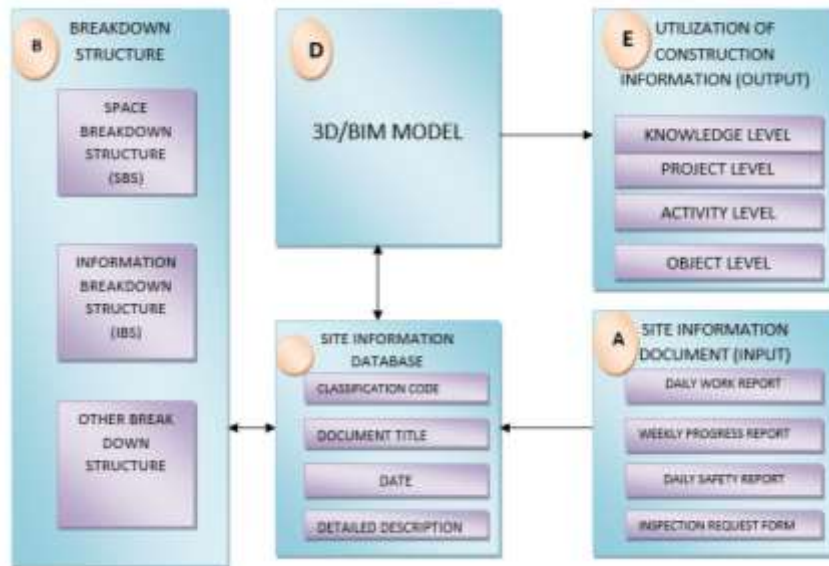 B
BREAKDOWN
STRUCTURE
SPACE
BREAKDOWN
STRUCTURE
(SBS)
INFORMATION
BREAKDOWN
STRUCTURE
(IBS)
OTHER BREAK
DOWN
STRUCTURE
D
3D/BIM MODEL
SITE INFORMATION
DATABASE
CLASSIFICATION CODE
DOCUMENT TITLE
DATE
DETAILED DESCRIPTION
E
UTILIZATION OF
CONSTRUCTION
INFORMATION (OUTPUT)
KNOWLEDGE LEVEL
PROJECT LEVEL
ACTIVITY LEVEL
OBJECT LEVEL
A
SITE INFORMATION
DOCUMENT (INPUT)
DAILY WORK REPORT
WEEKLY PROGRESS REPORT
DAILY SAFETY REPORT
INSPECTION REQUEST FORM